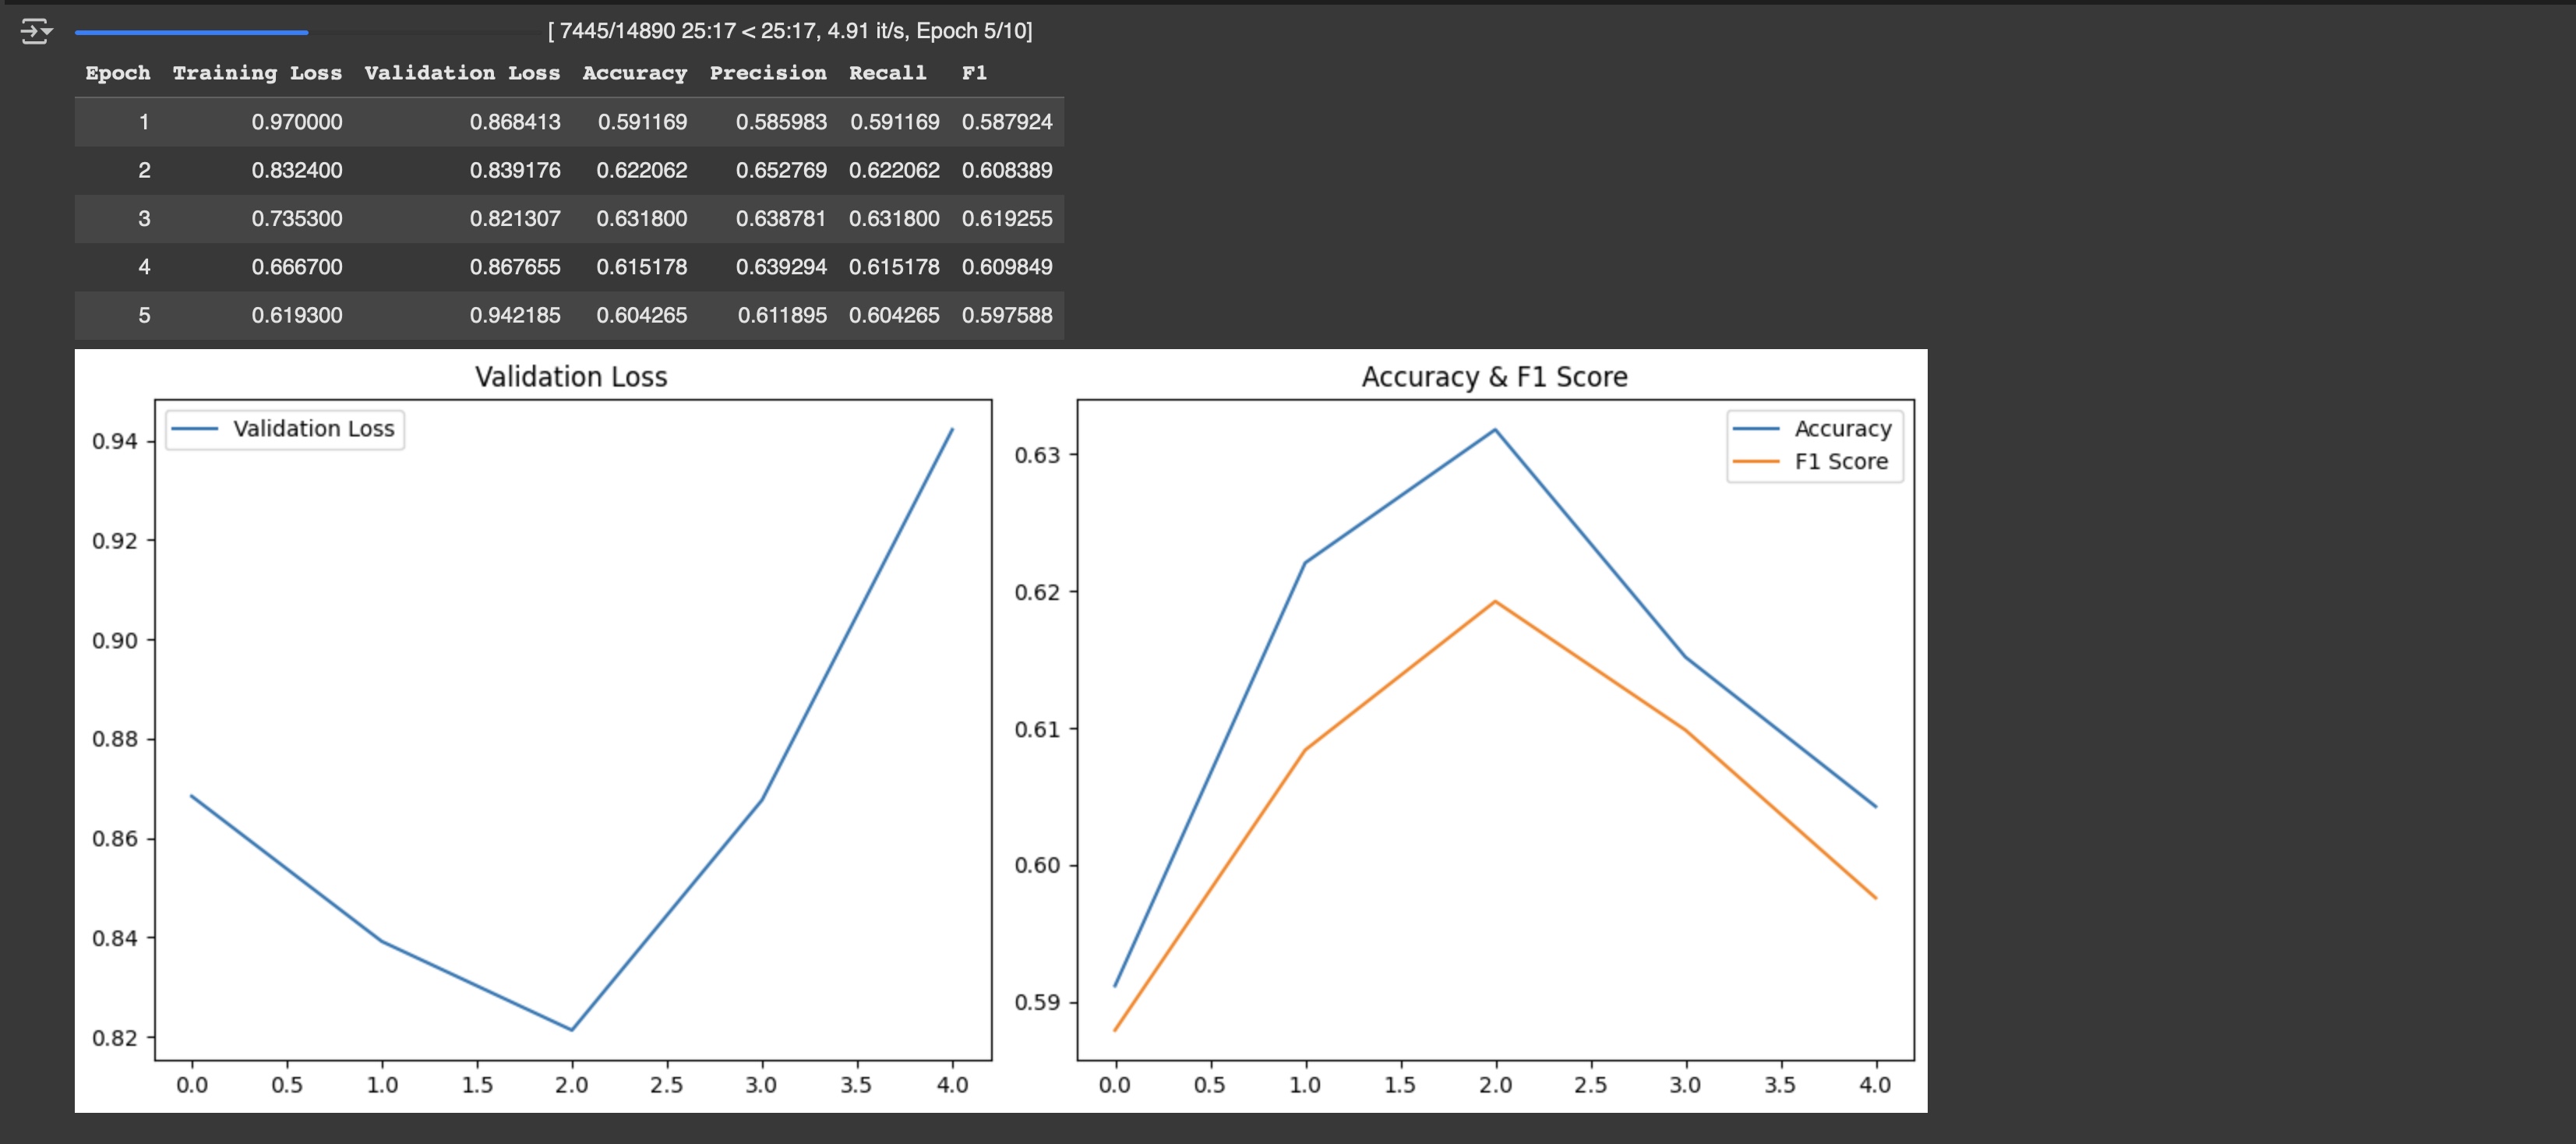 [ 7445/14890 25:17 < 25:17, 4.91 it/s, Epoch 5/10]
Epoch Training Loss Validation Loss Accuracy Precision Recall F1
1 0.970000 0.868413 0.591169 0.585983 0.591169 0.587924
2 0.832400 0.839176 0.622062 0.652769 0.622062 0.608389
3 0.735300 0.821307 0.631800 0.638781 0.631800 0.619255
4 0.666700 0.867655 0.615178 0.639294 0.615178 0.609849
5 0.619300 0.942185 0.604265 0.611895 0.604265 0.597588
Validation Loss
Validation Loss
0.94
0.92
0.90
0.88
0.86
0.84
0.82
0.0 0.5 1.0 1.5 2.0 2.5 3.0 3.5 4.0
Accuracy & F1 Score
Accuracy
F1 Score
0.63
0.62
0.61
0.60
0.59
0.0 0.5 1.0 1.5 2.0 2.5 3.0 3.5 4.0